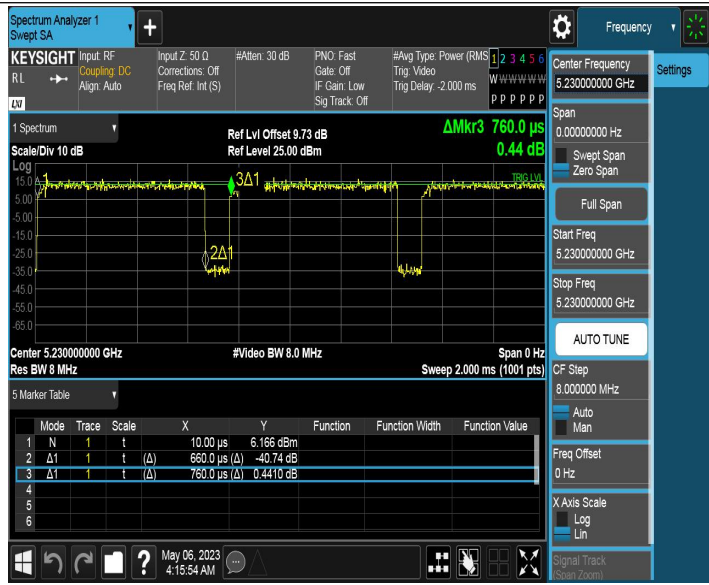 Spectrum Analyzer 1
Swept SA
Frequency
KEYSIGHT
RL
LXI
Input: RF
Coupling: DC
Align: Auto
Input Z: 50 Ω
Corrections: Off
Freq Ref: Int (S)
#Atten: 30 dB
PNO: Fast
Gate: Off
IF Gain: Low
Sig Track: Off
#Avg Type: Power (RMS
Trig: Video
Trig Delay: -2.000 ms
1 2 3 4 5 6
W W W W W W
P P P P P P
Center Frequency
5.230000000 GHz
Settings
Span
0.00000000 Hz
Swept Span
Zero Span
Full Span
Start Freq
5.230000000 GHz
Stop Freq
5.230000000 GHz
AUTO TUNE
CF Step
8.000000 MHz
Auto
Man
Freq Offset
0 Hz
X Axis Scale
Log
Lin
Signal Track
(Span Zoom)
1 Spectrum
Scale/Div 10 dB
Ref Lvl Offset 9.73 dB
Ref Level 25.00 dBm
ΔMkr3 760.0 µs
0.44 dB
Log
15.0
5.00
-5.00
-15.0
-25.0
-35.0
-45.0
-55.0
-65.0
1
3Δ1
2Δ1
TRIG LVL
Center 5.230000000 GHz
Res BW 8 MHz
#Video BW 8.0 MHz
Span 0 Hz
Sweep 2.000 ms (1001 pts)
5 Marker Table
Mode Trace Scale X Y Function Function Width Function Value
1 N 1 t 10.00 µs 6.166 dBm
2 Δ1 1 t (Δ) 660.0 µs (Δ) -40.74 dB
3 Δ1 1 t (Δ) 760.0 µs (Δ) 0.4410 dB
4
5
6
?
May 06, 2023
4:15:54 AM